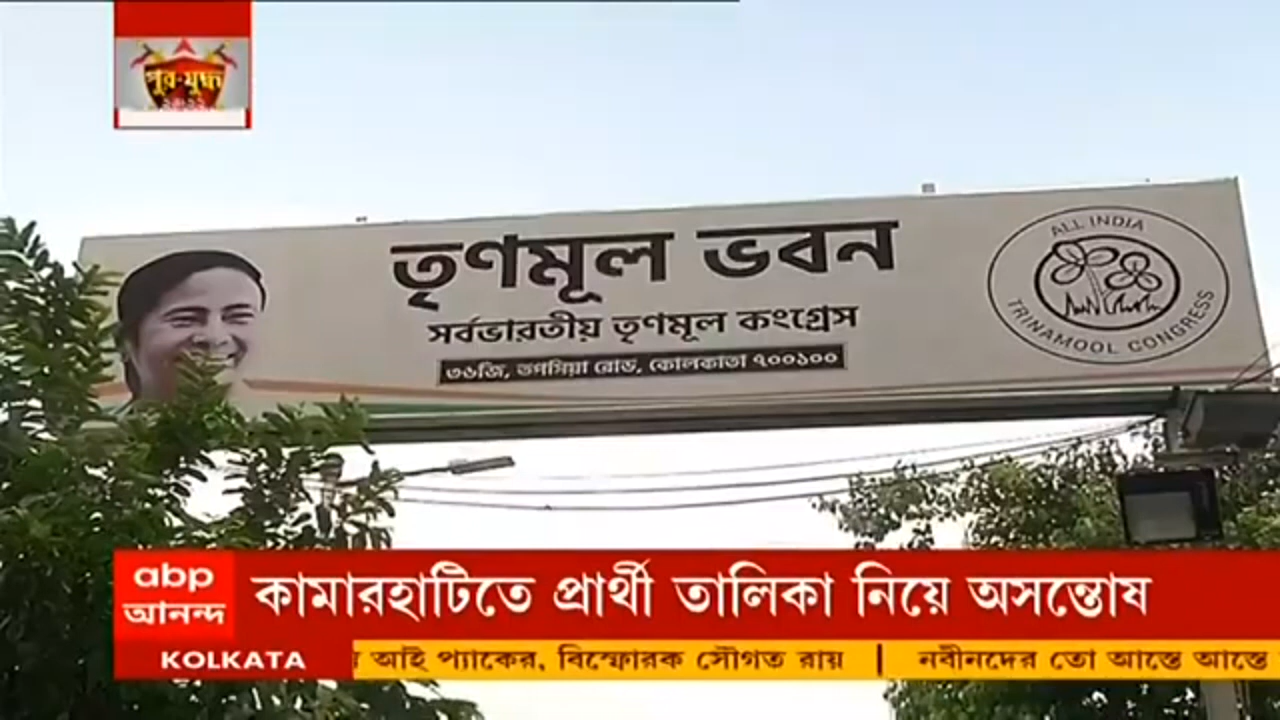 পুর-যুদ্ধ
তৃণমূল ভবন
সর্বভারতীয় তৃণমূল কংগ্রেস
৩৬জি, তপসিয়া রোড, কোলকাতা ৭০০১০০
ALL INDIA
TRINAMOOL CONGRESS
abp
আনন্দ
কামারহাটিতে প্রার্থী তালিকা নিয়ে অসন্তোষ
KOLKATA
আই প্যাকের, বিস্ফোরক সৌগত রায় | নবীনদের তো আস্তে আস্তে